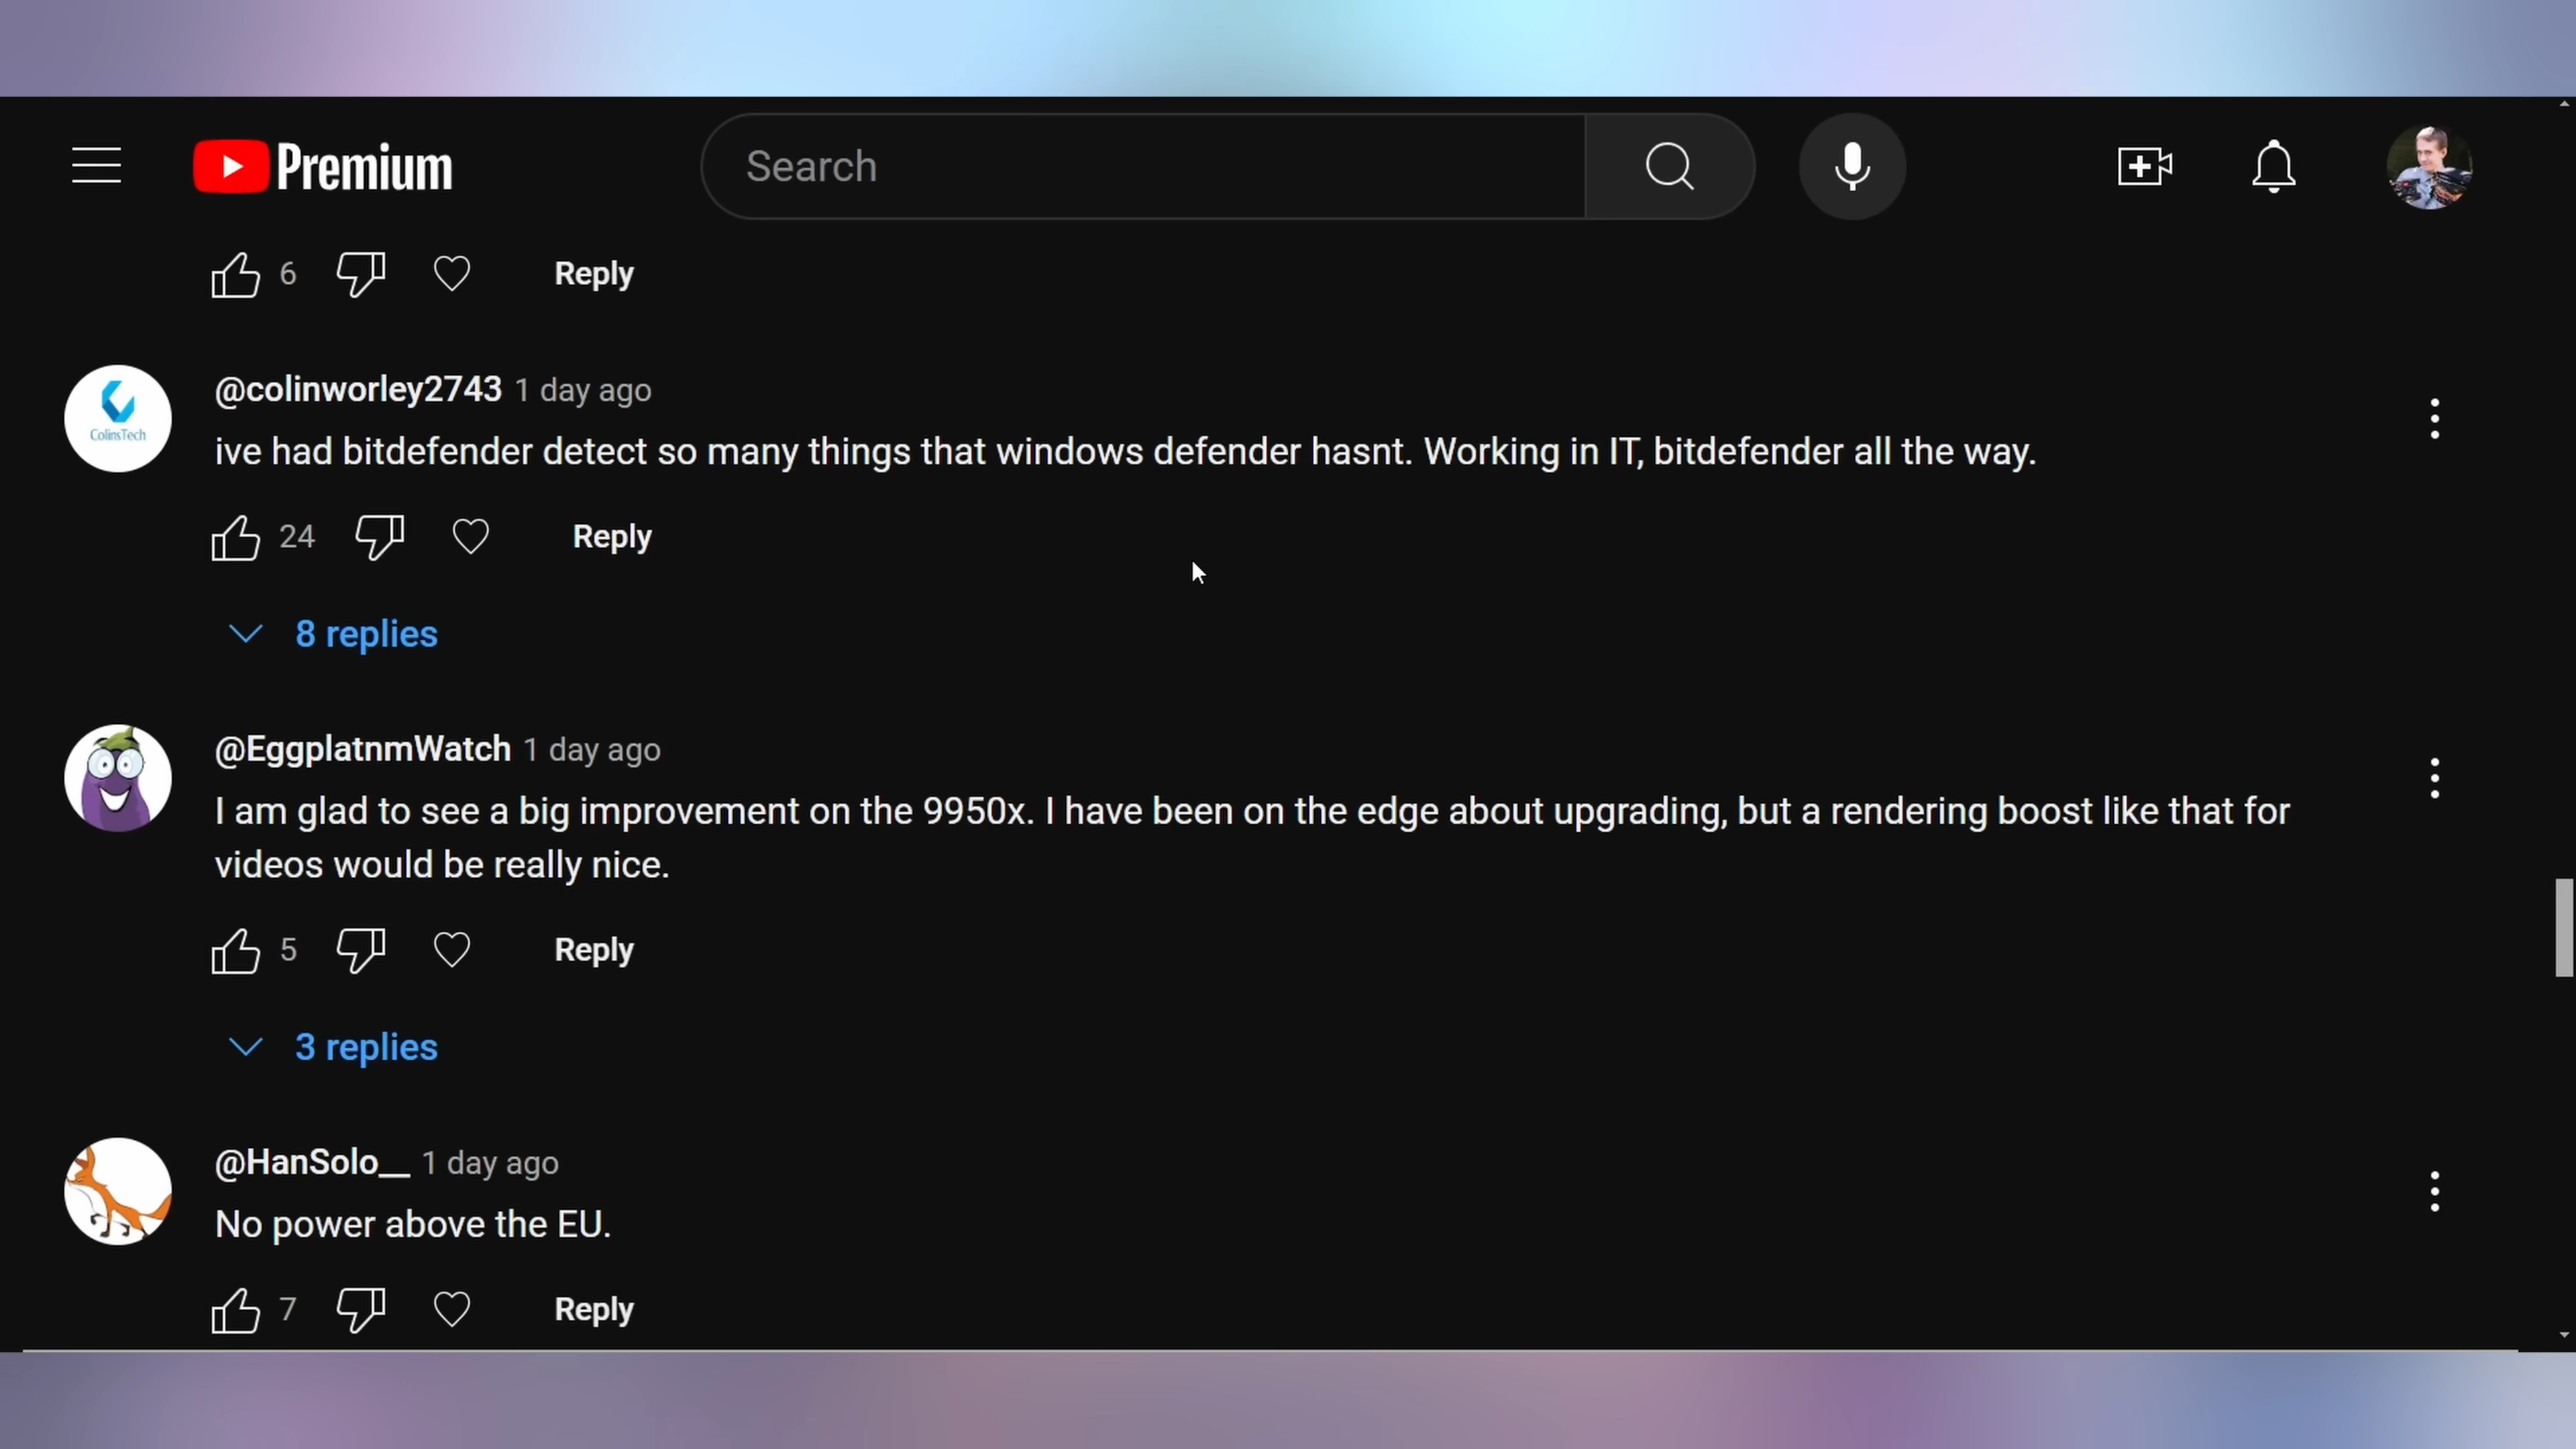 Premium
Search
6
Reply
ColinsTech
@colinworley2743 1 day ago
ive had bitdefender detect so many things that windows defender hasnt. Working in IT, bitdefender all the way.
24
Reply
8 replies
@EggplatnmWatch 1 day ago
I am glad to see a big improvement on the 9950x. I have been on the edge about upgrading, but a rendering boost like that for
videos would be really nice.
5
Reply
3 replies
@HanSolo__ 1 day ago
No power above the EU.
7
Reply